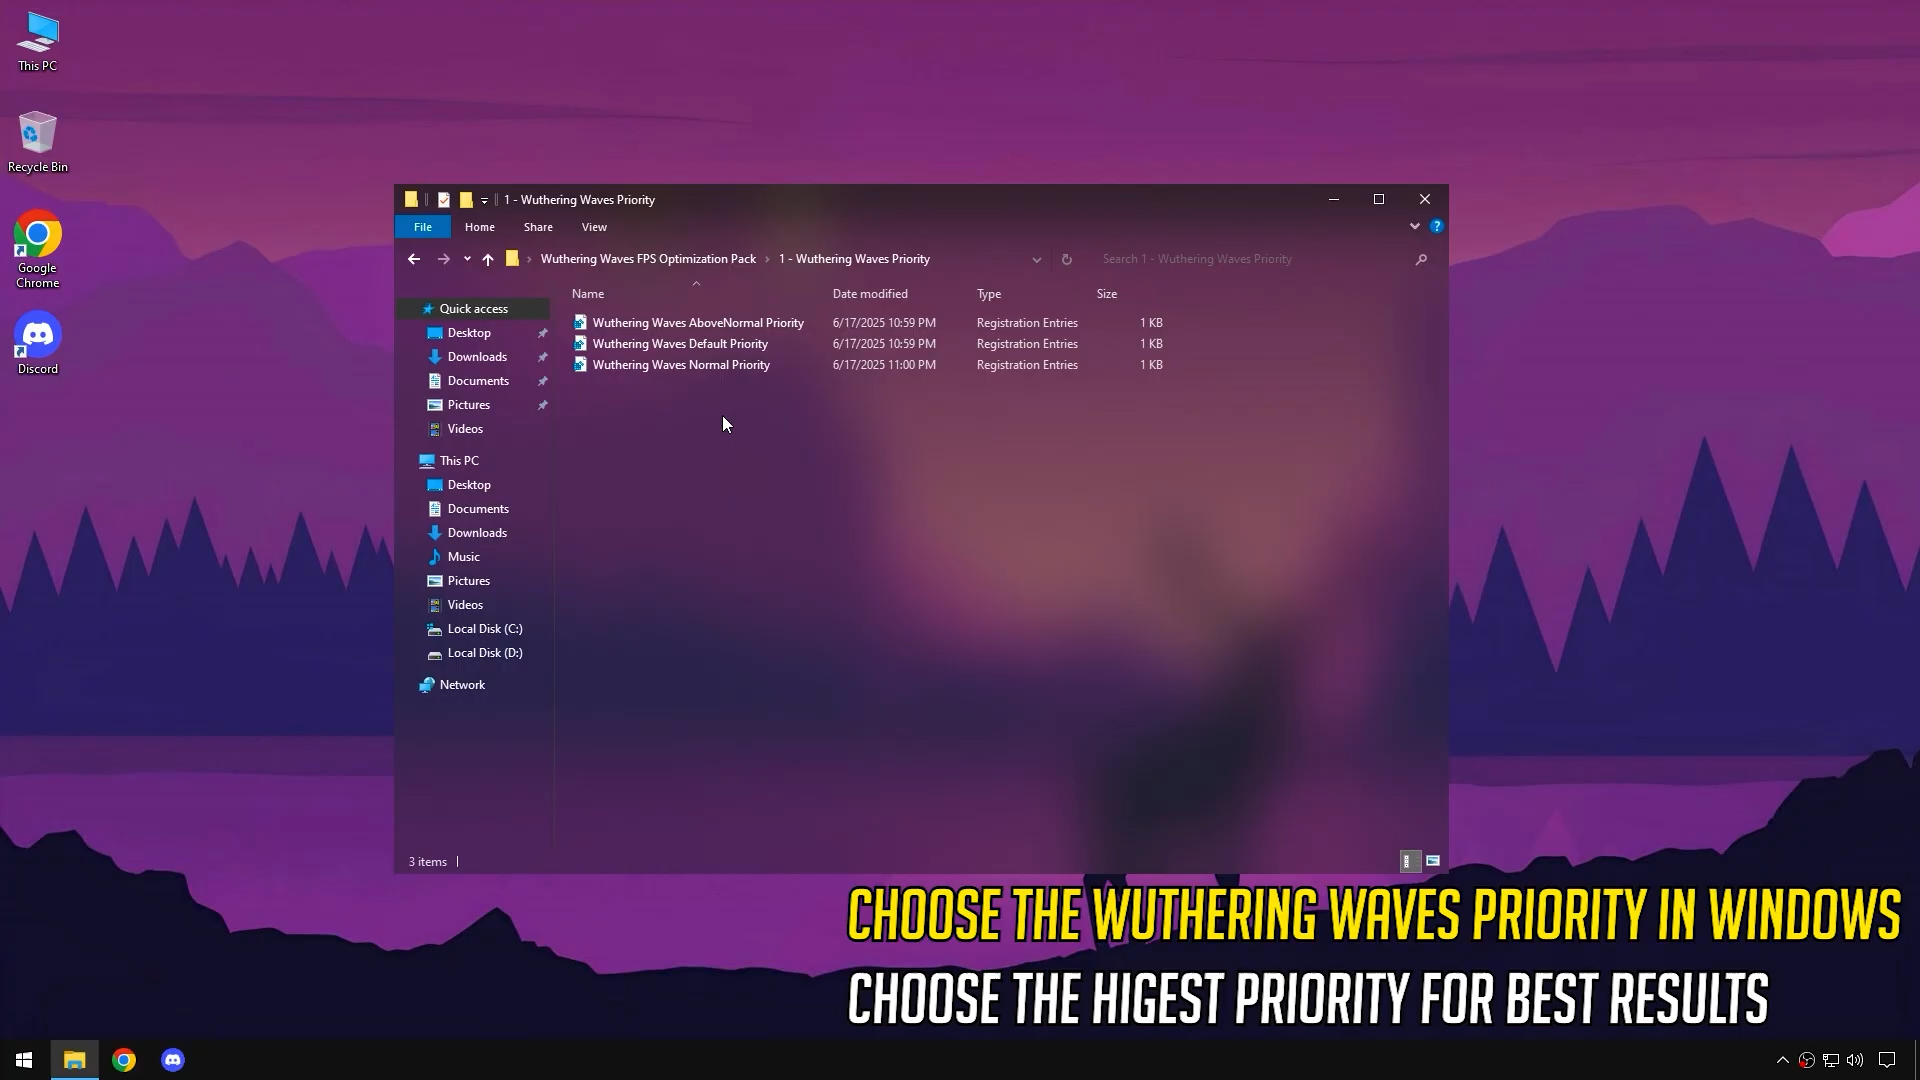 This PC
Recycle Bin
Google
Chrome
Discord
1 - Wuthering Waves Priority
File Home Share View
Wuthering Waves FPS Optimization Pack 1 - Wuthering Waves Priority Search 1 - Wuthering Waves Priority
Name Date modified Type Size
Wuthering Waves AboveNormal Priority 6/17/2025 10:59 PM Registration Entries 1 KB
Wuthering Waves Default Priority 6/17/2025 10:59 PM Registration Entries 1 KB
Wuthering Waves Normal Priority 6/17/2025 11:00 PM Registration Entries 1 KB
Quick access
Desktop
Downloads
Documents
Pictures
Videos
This PC
Desktop
Documents
Downloads
Music
Pictures
Videos
Local Disk (C:)
Local Disk (D:)
Network
3 items
CHOOSE THE WUTHERING WAVES PRIORITY IN WINDOWS
CHOOSE THE HIGEST PRIORITY FOR BEST RESULTS